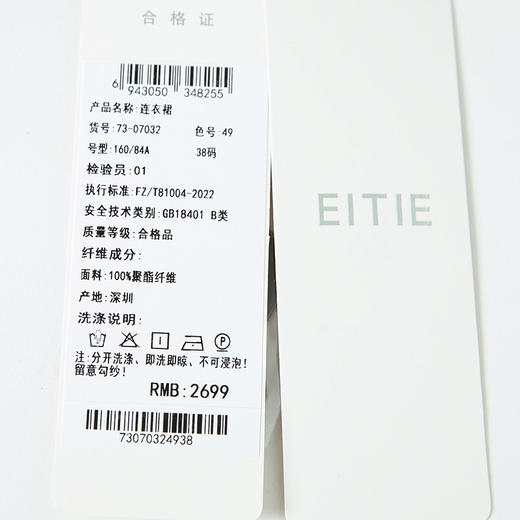 合格证
6 943050 348255
产品名称:连衣裙
货号:73-07032 色号:49
号型:160/84A 38码
检验员:01
执行标准:FZ/T81004-2022
安全技术类别:GB18401 B类
质量等级:合格品
纤维成分:
面料:100%聚酯纤维
产地:深圳
洗涤说明:
注:分开洗涤、即洗即晾、不可浸泡!
留意勾纱!
RMB:2699
73070324938
EITIE